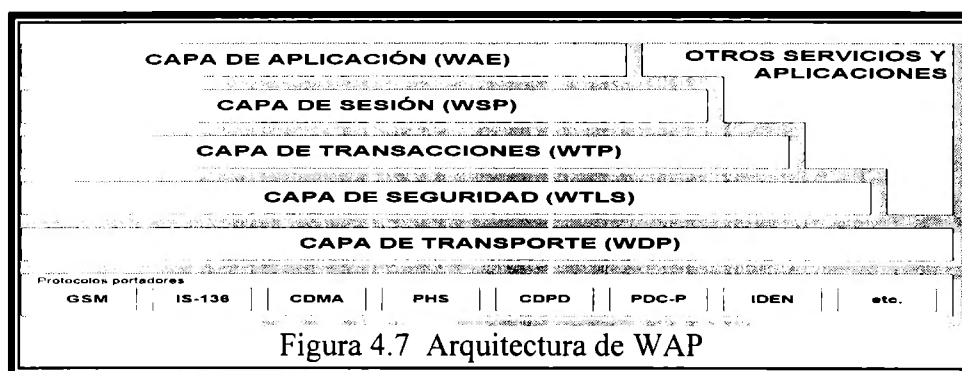 CAPA DE APLICACIÓN (WAE)
OTROS SERVICIOS Y
APLICACIONES
CAPA DE SESIÓN (WSP)
CAPA DE TRANSACCIONES (WTP)
CAPA DE SEGURIDAD (WTLS)
CAPA DE TRANSPORTE (WDP)
Protocolos portadores
GSM IS-136 CDMA PHS CDPD PDC-P IDEN etc.
Figura 4.7 Arquitectura de WAP